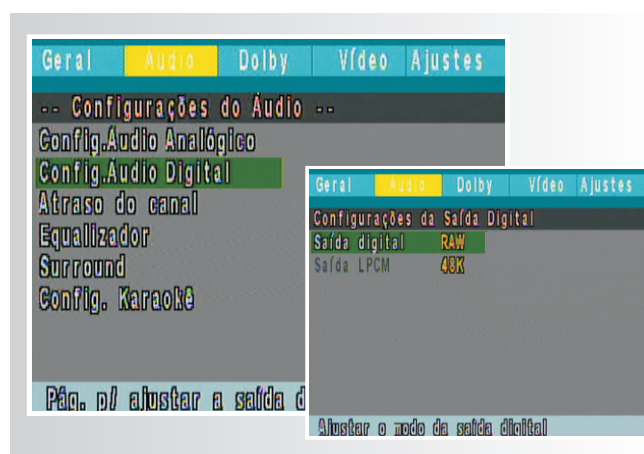 Geral Áudio Dolby Vídeo Ajustes
-- Configurações do Áudio --
Config.Áudio Analógico
Config.Áudio Digital
Atraso do canal
Equalizador
Surround
Config. Karaokê
Pág. p/ ajustar a saída d
Geral Áudio Dolby Vídeo Ajustes
Configurações da Saída Digital
Saída digital RAW
Saída LPCM 48K
Ajustar o modo da saída digital